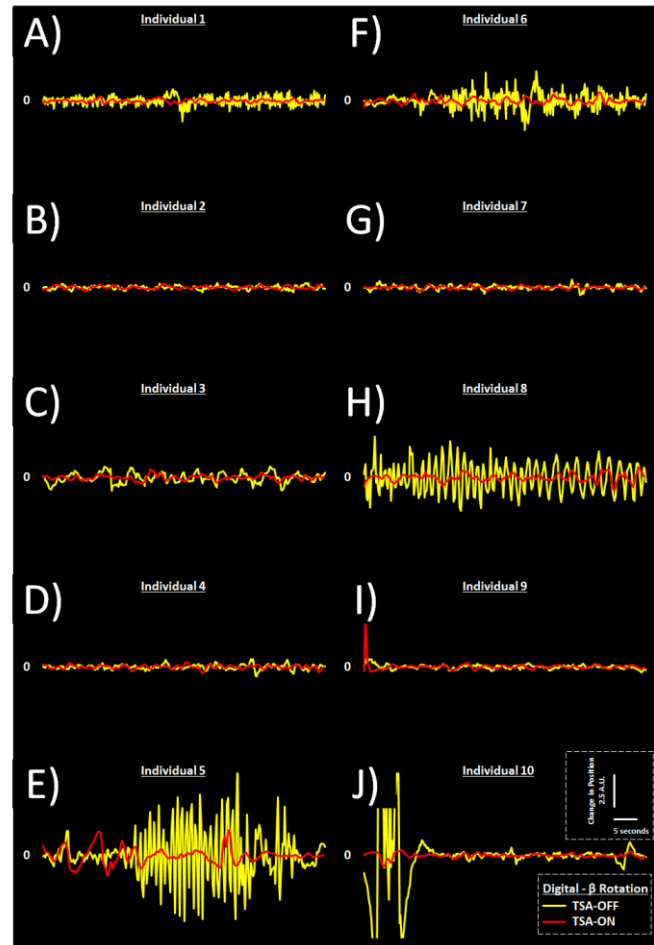 A)
Individual 1
0
F)
Individual 6
0
B)
Individual 2
0
G)
Individual 7
0
C)
Individual 3
0
H)
Individual 8
0
D)
Individual 4
0
I)
Individual 9
0
E)
Individual 5
0
J)
Individual 10
0
Change in Position
2.5 A.U.
5 seconds
Digital - β Rotation
TSA-OFF
TSA-ON